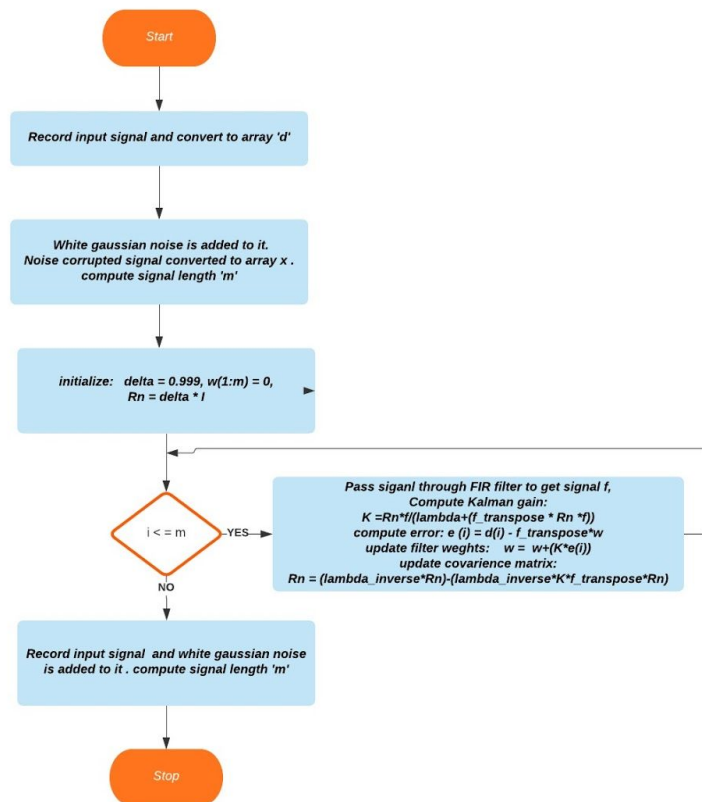 Start
Record input signal and convert to array 'd'
White gaussian noise is added to it.
Noise corrupted signal converted to array x .
compute signal length 'm'
initialize: delta = 0.999, w(1:m) = 0,
Rn = delta * I
i < = m
YES
Pass siganl through FIR filter to get signal f,
Compute Kalman gain:
K =Rn*f/(lambda+(f_transpose * Rn *f))
compute error: e (i) = d(i) - f_transpose*w
update filter weghts: w = w+(K*e(i))
update covarience matrix:
Rn = (lambda_inverse*Rn)-(lambda_inverse*K*f_transpose*Rn)
NO
Record input signal and white gaussian noise
is added to it . compute signal length 'm'
Stop